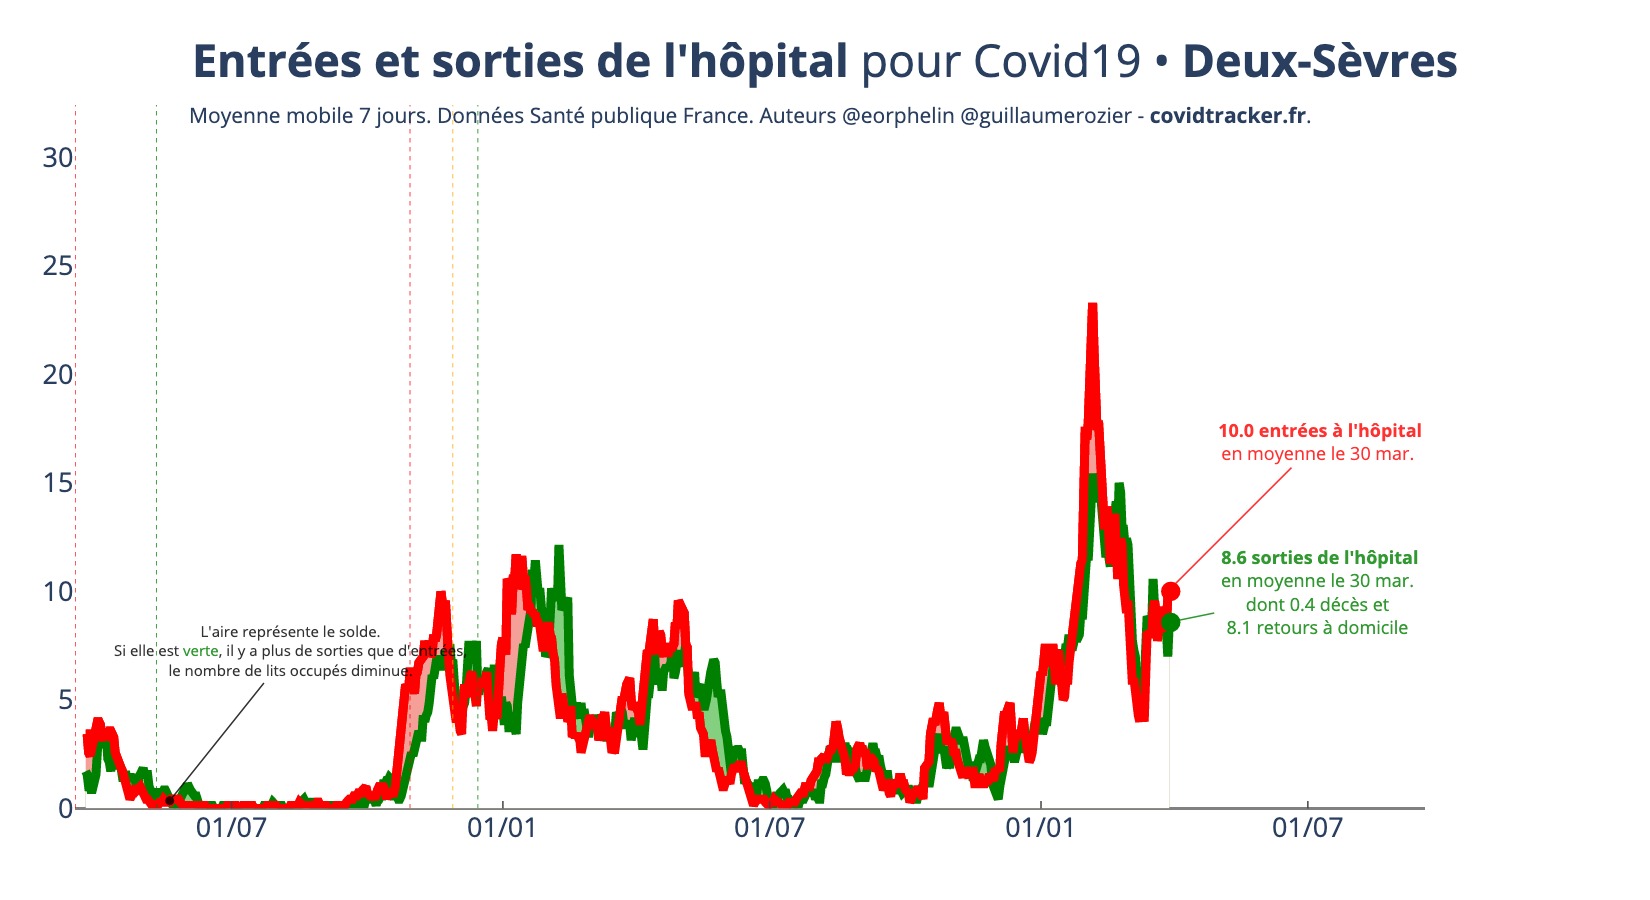 Entrées et sorties de l'hôpital pour Covid19 • Deux-Sèvres
Moyenne mobile 7 jours. Données Santé publique France. Auteurs @eorphelin @guillaumerozier - covidtracker.fr.
30
25
20
15
10
5
0
10.0 entrées à l'hôpital
en moyenne le 30 mar.
8.6 sorties de l'hôpital
en moyenne le 30 mar.
dont 0.4 décès et
8.1 retours à domicile
L'aire représente le solde.
Si elle est verte, il y a plus de sorties que d'entrées,
le nombre de lits occupés diminue.
01/07
01/01
01/07
01/01
01/07